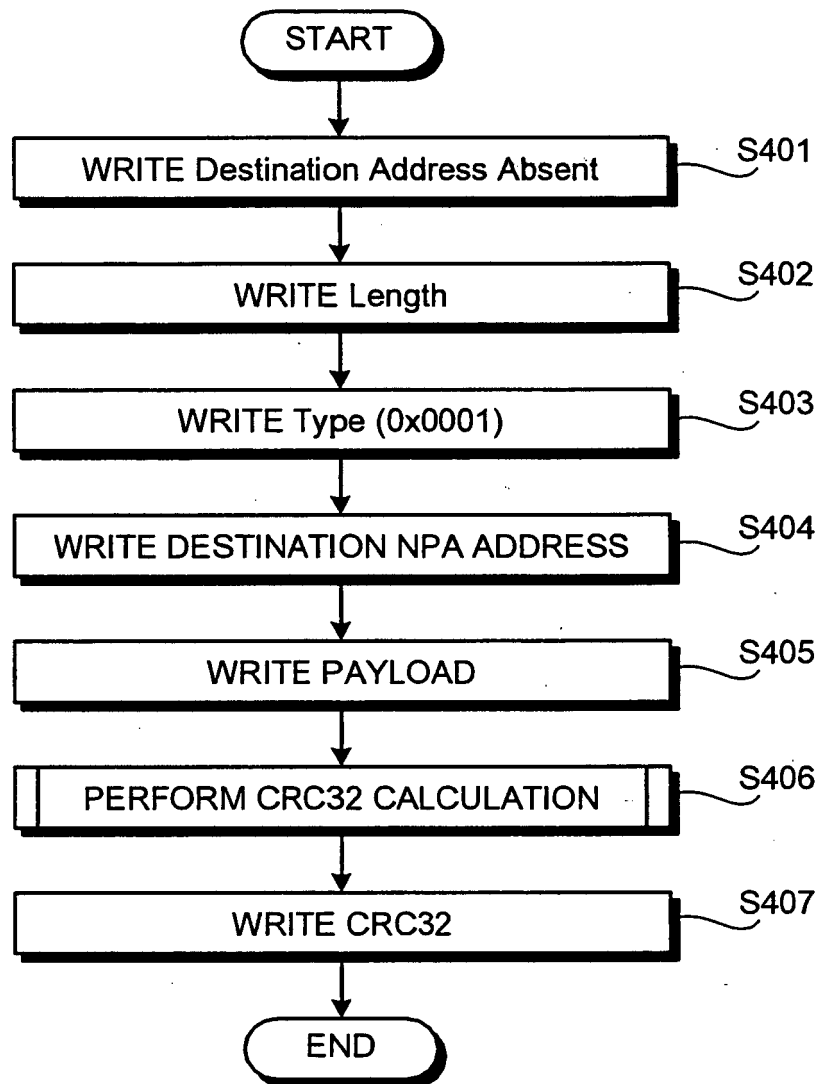 START
WRITE Destination Address Absent
S401
WRITE Length
S402
WRITE Type (0x0001)
S403
WRITE DESTINATION NPA ADDRESS
S404
WRITE PAYLOAD
S405
PERFORM CRC32 CALCULATION
S406
WRITE CRC32
S407
END